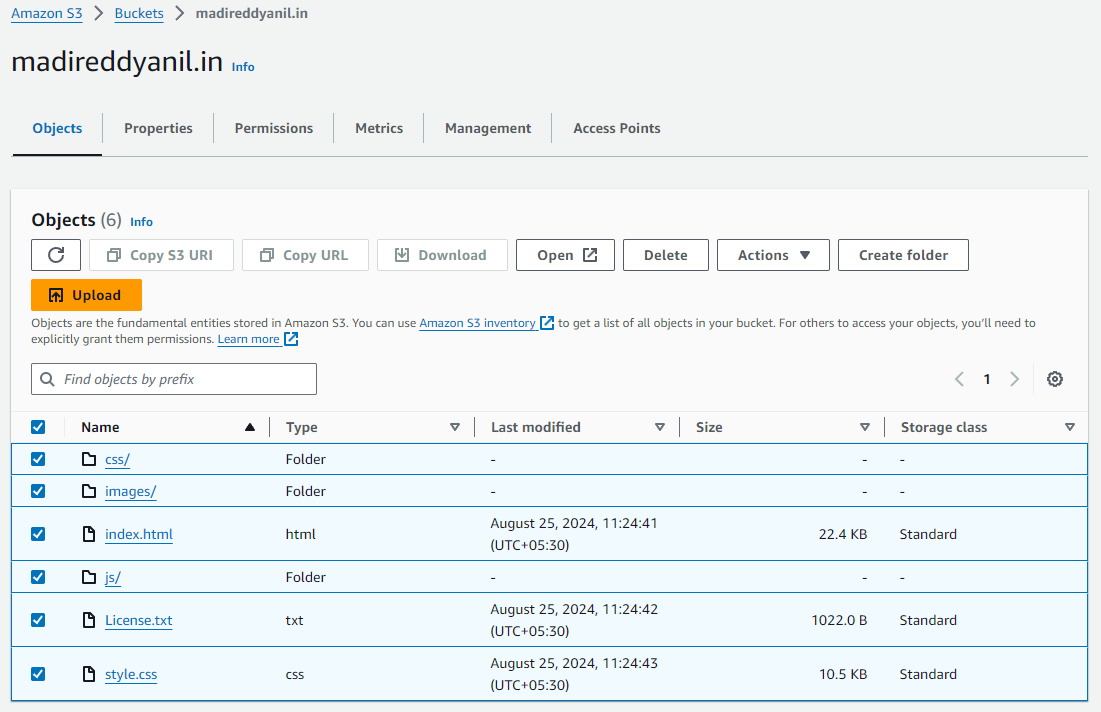 Amazon S3 > Buckets > madireddyanil.in
madireddyanil.in Info
Objects Properties Permissions Metrics Management Access Points
Objects (6) Info
Copy S3 URI Copy URL Download Open Delete Actions Create folder
Upload
Objects are the fundamental entities stored in Amazon S3. You can use Amazon S3 inventory to get a list of all objects in your bucket. For others to access your objects, you'll need to
explicitly grant them permissions. Learn more
Find objects by prefix 1
Name Type Last modified Size Storage class
css/ Folder - - -
images/ Folder - - -
August 25, 2024, 11:24:41
index.html html 22.4 KB Standard
(UTC+05:30)
js/ Folder - - -
August 25, 2024, 11:24:42
License.txt txt 1022.0 B Standard
(UTC+05:30)
August 25, 2024, 11:24:43
style.css css 10.5 KB Standard
(UTC+05:30)